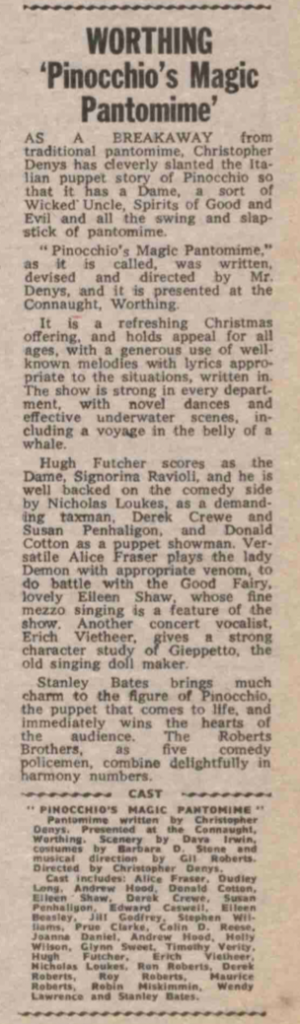 WORTHING
'Pinocchio's Magic
Pantomime'
AS A BREAKAWAY from
traditional pantomime, Christopher
Denys has cleverly slanted the Ita-
lian puppet story of Pinocchio so
that it has a Dame, a sort of
Wicked Uncle, Spirits of Good and
Evil and all the swing and slap-
stick of pantomime.
"Pinocchio's Magic Pantomime,"
as it is called, was written,
devised and directed by Mr.
Denys, and it is presented at the
Connaught, Worthing.
It is a refreshing Christmas
offering, and holds appeal for all
ages, with a generous use of well-
known melodies with lyrics appro-
priate to the situations, written in.
The show is strong in every depart-
ment, with novel dances and
effective underwater scenes, in-
cluding a voyage in the belly of a
whale.
Hugh Futcher scores as the
Dame, Signorina Ravioli, and he is
well backed on the comedy side
by Nicholas Loukes, as a demand-
ing taxman, Derek Crewe and
Susan Penhaligon, and Donald
Cotton as a puppet showman. Ver-
satile Alice Fraser plays the lady
Demon with appropriate venom, to
do battle with the Good Fairy,
lovely Eileen Shaw, whose fine
mezzo singing is a feature of the
show. Another concert vocalist,
Erich Vietheer, gives a strong
character study of Gieppetto, the
old singing doll maker.
Stanley Bates brings much
charm to the figure of Pinocchio,
the puppet that comes to life, and
immediately wins the hearts of
the audience. The Roberts
Brothers, as five comedy
policemen, combine delightfully in
harmony numbers.
CAST
"PINOCCHIO'S MAGIC PANTOMIME"
Pantomime written by Christopher
Denys. Presented at the Connaught,
Worthing. Scenery by Dava Irwin,
costumes by Barbara D. Stone and
musical direction by Gil Roberts.
Directed by Christopher Denys.
Cast includes: Alice Fraser, Dudley
Long, Andrew Hood, Donald Cotton,
Eileen Shaw, Derek Crewe, Susan
Penhaligon, Edward Caswell, Eileen
Beasley, Jill Godfrey, Stephen Wil-
liams, Prue Clarke, Colin D. Reese,
Joanna Daniel, Andrew Hood, Holly
Wilson, Glynn Sweet, Timothy Verity,
Hugh Futcher, Erich Vietheer,
Nicholas Loukes, Ron Roberts, Derek
Roberts, Roy Roberts, Maurice
Roberts, Robin Miskimmin, Wendy
Lawrence and Stanley Bates.